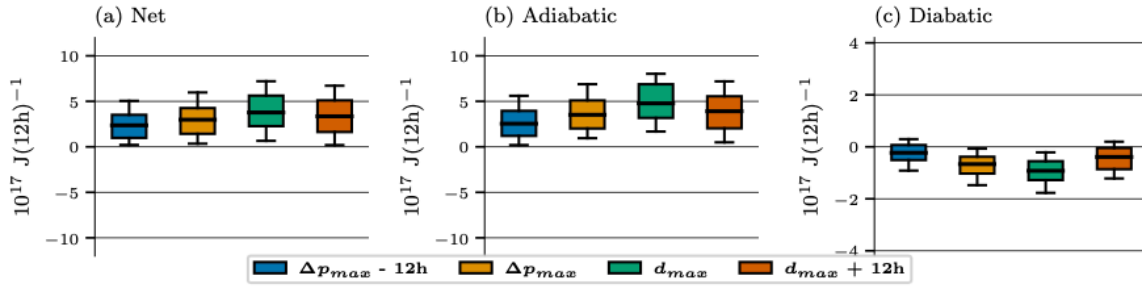 (a) Net
(b) Adiabatic
(c) Diabatic
10^17 J(12h)^−1
10
5
0
−5
−10
10^17 J(12h)^−1
10
5
0
−5
−10
10^17 J(12h)^−1
4
2
0
−2
−4
Δp_max - 12h
Δp_max
d_max
d_max + 12h